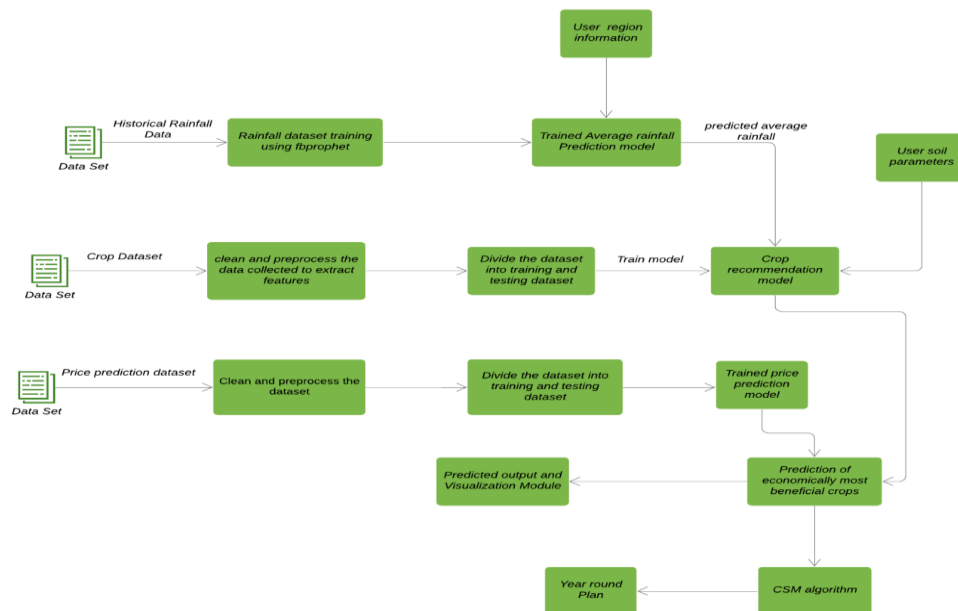 User region
information
Historical Rainfall
Data
Data Set
Rainfall dataset training
using fbprophet
Trained Average rainfall
Prediction model
predicted average
rainfall
User soil
parameters
Crop Dataset
Data Set
clean and preprocess the
data collected to extract
features
Divide the dataset
into training and
testing dataset
Train model
Crop
recommendation
model
Price prediction dataset
Data Set
Clean and preprocess the
dataset
Divide the dataset into
training and testing
dataset
Trained price
prediction
model
Predicted output and
Visualization Module
Prediction of
economically most
beneficial crops
Year round
Plan
CSM algorithm